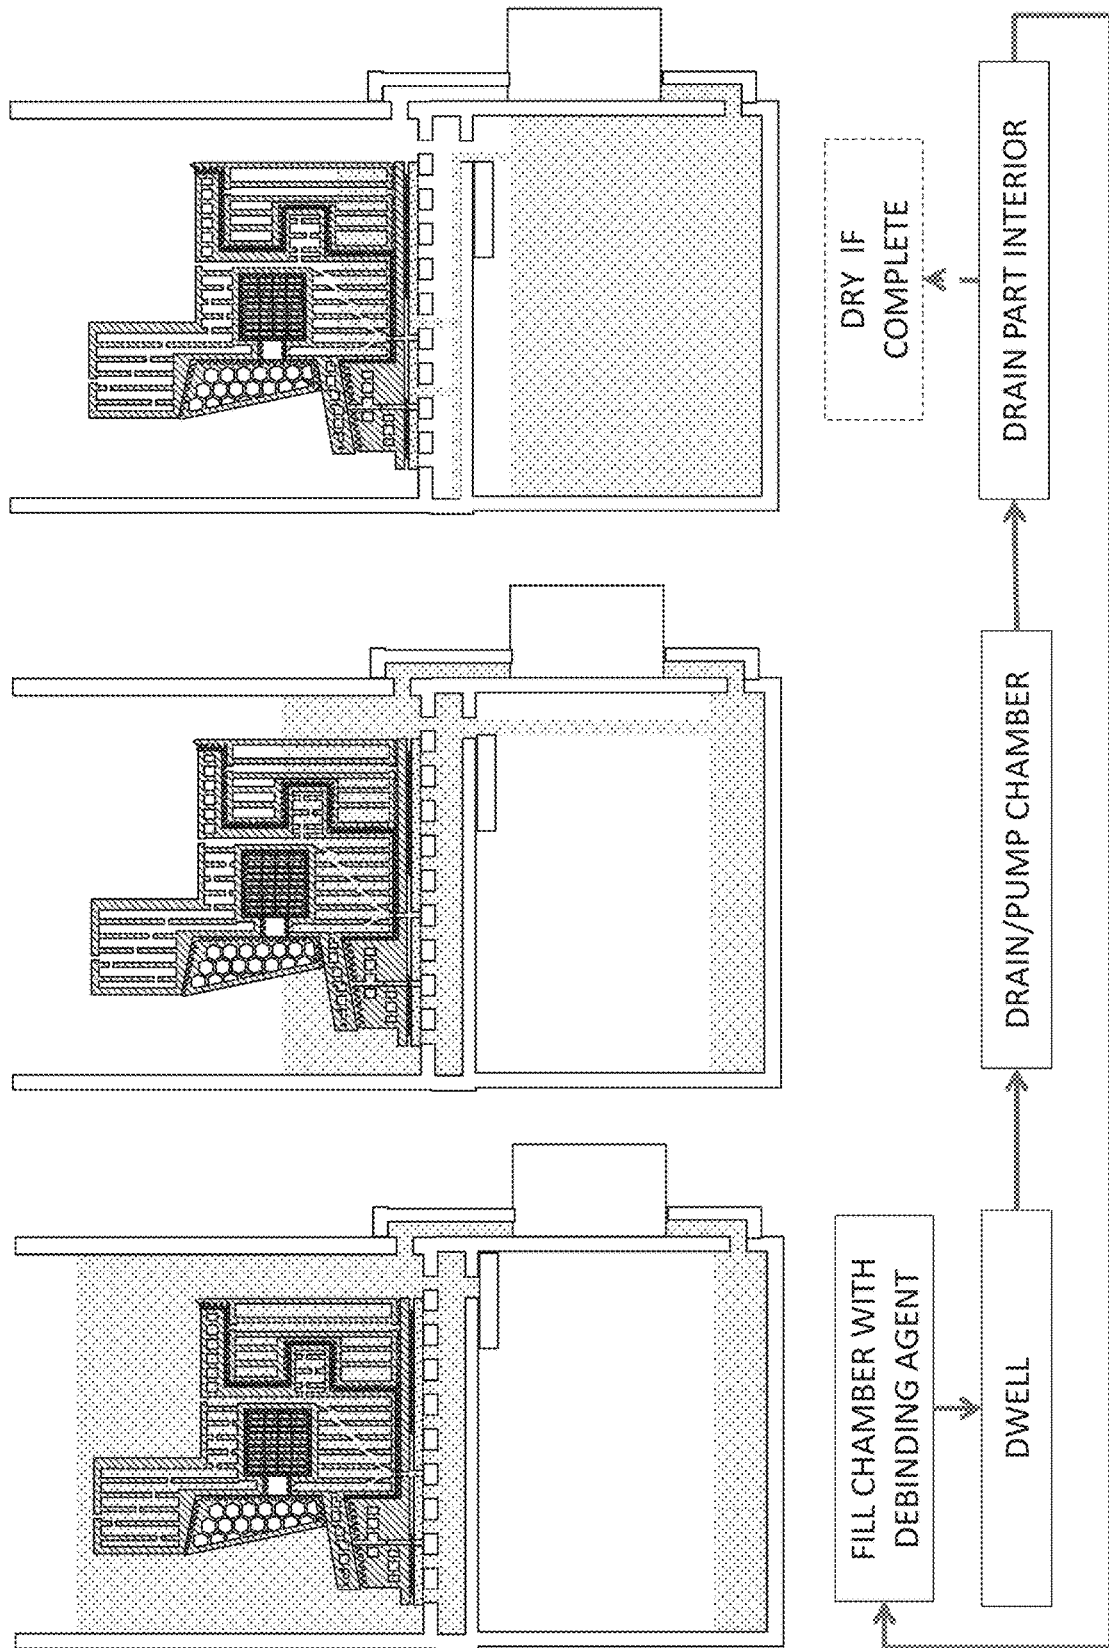 FILL CHAMBER WITH
DEBINDING AGENT
DWELL
DRAIN/PUMP CHAMBER
DRAIN PART INTERIOR
DRY IF
COMPLETE